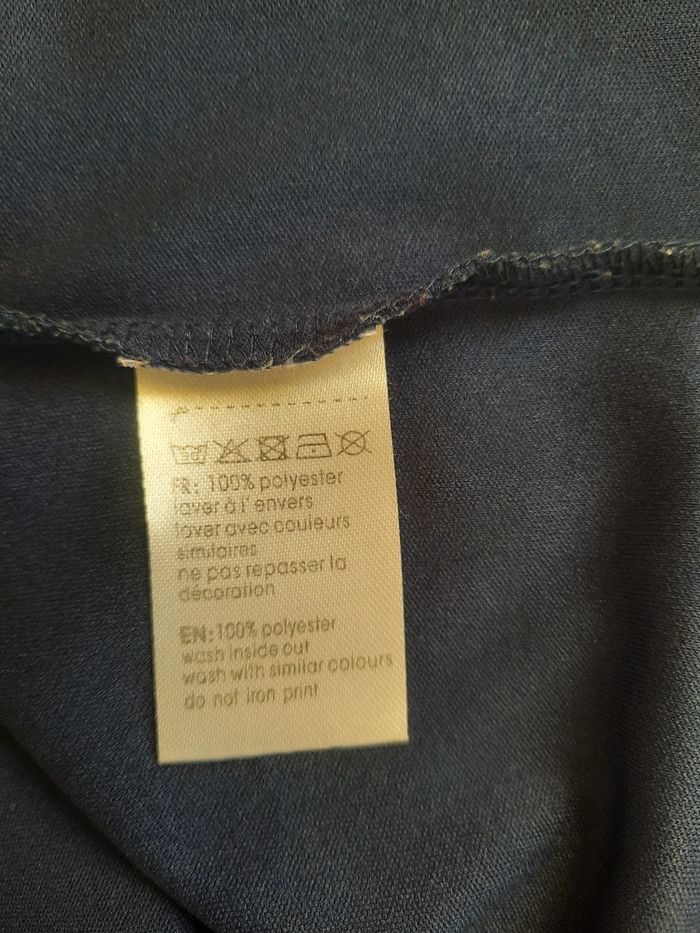 FR: 100% polyester
laver à l'envers
laver avec couleurs
similaires
ne pas repasser la
décoration
EN: 100% polyester
wash inside out
wash with similar colours
do not iron print